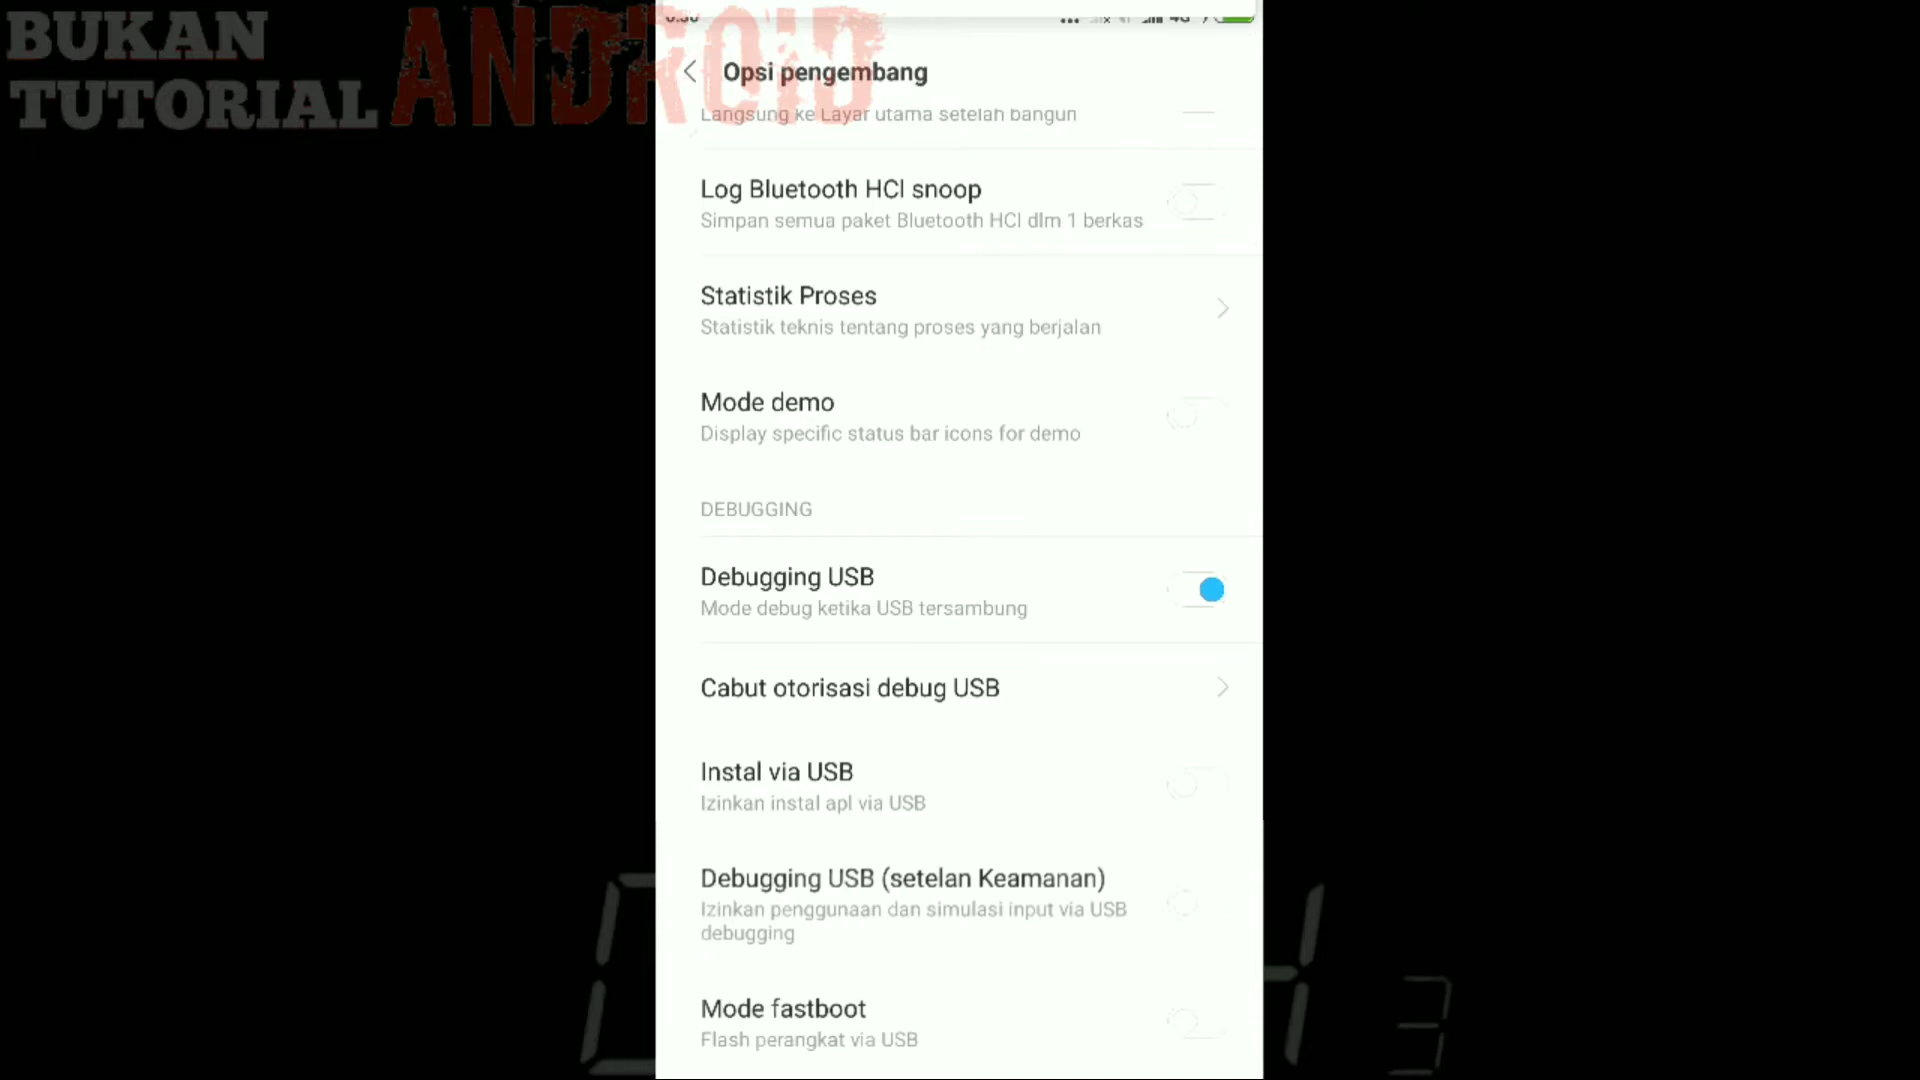 BUKAN
TUTORIAL ANDROID
Opsi pengembang
Langsung ke Layar utama setelah bangun
Log Bluetooth HCI snoop
Simpan semua paket Bluetooth HCI dlm 1 berkas
Statistik Proses
Statistik teknis tentang proses yang berjalan
Mode demo
Display specific status bar icons for demo
DEBUGGING
Debugging USB
Mode debug ketika USB tersambung
Cabut otorisasi debug USB
Instal via USB
Izinkan instal apl via USB
Debugging USB (setelan Keamanan)
Izinkan penggunaan dan simulasi input via USB
debugging
Mode fastboot
Flash perangkat via USB
3